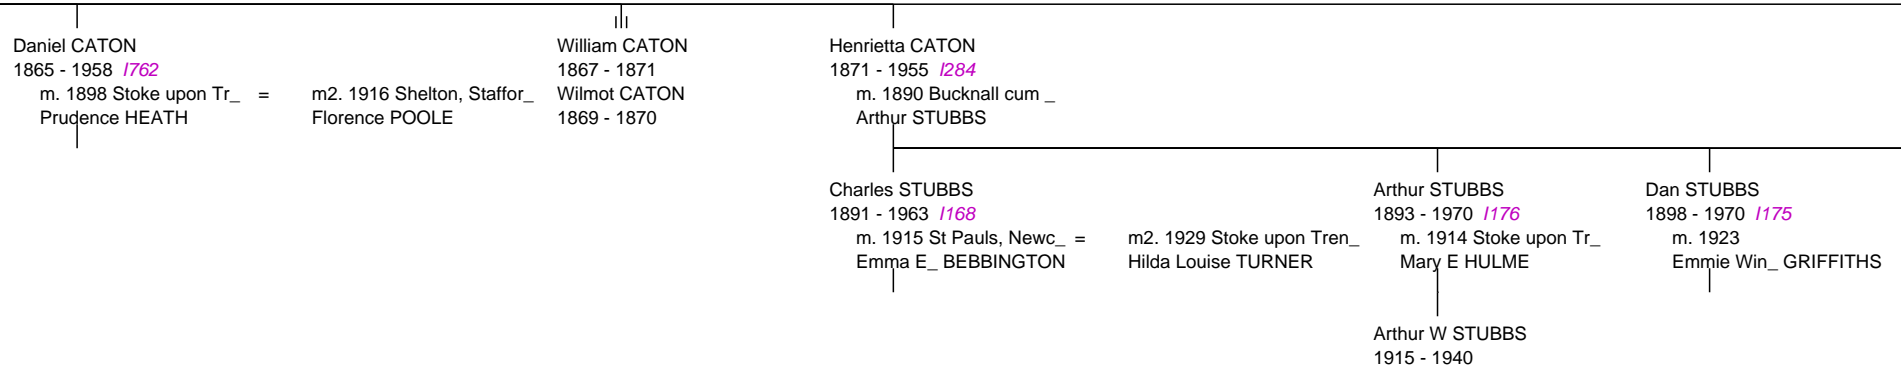 Daniel CATON
1865 - 1958 I762
m. 1898 Stoke upon Tr_ =
Prudence HEATH
m2. 1916 Shelton, Staffor_
Florence POOLE
William CATON
1867 - 1871
Wilmot CATON
1869 - 1870
Henrietta CATON
1871 - 1955 I284
m. 1890 Bucknall cum _
Arthur STUBBS
Charles STUBBS
1891 - 1963 I168
m. 1915 St Pauls, Newc_ =
Emma E_ BEBBINGTON
m2. 1929 Stoke upon Tren_
Hilda Louise TURNER
Arthur STUBBS
1893 - 1970 I176
m. 1914 Stoke upon Tr_
Mary E HULME
Arthur W STUBBS
1915 - 1940
Dan STUBBS
1898 - 1970 I175
m. 1923
Emmie Win_ GRIFFITHS